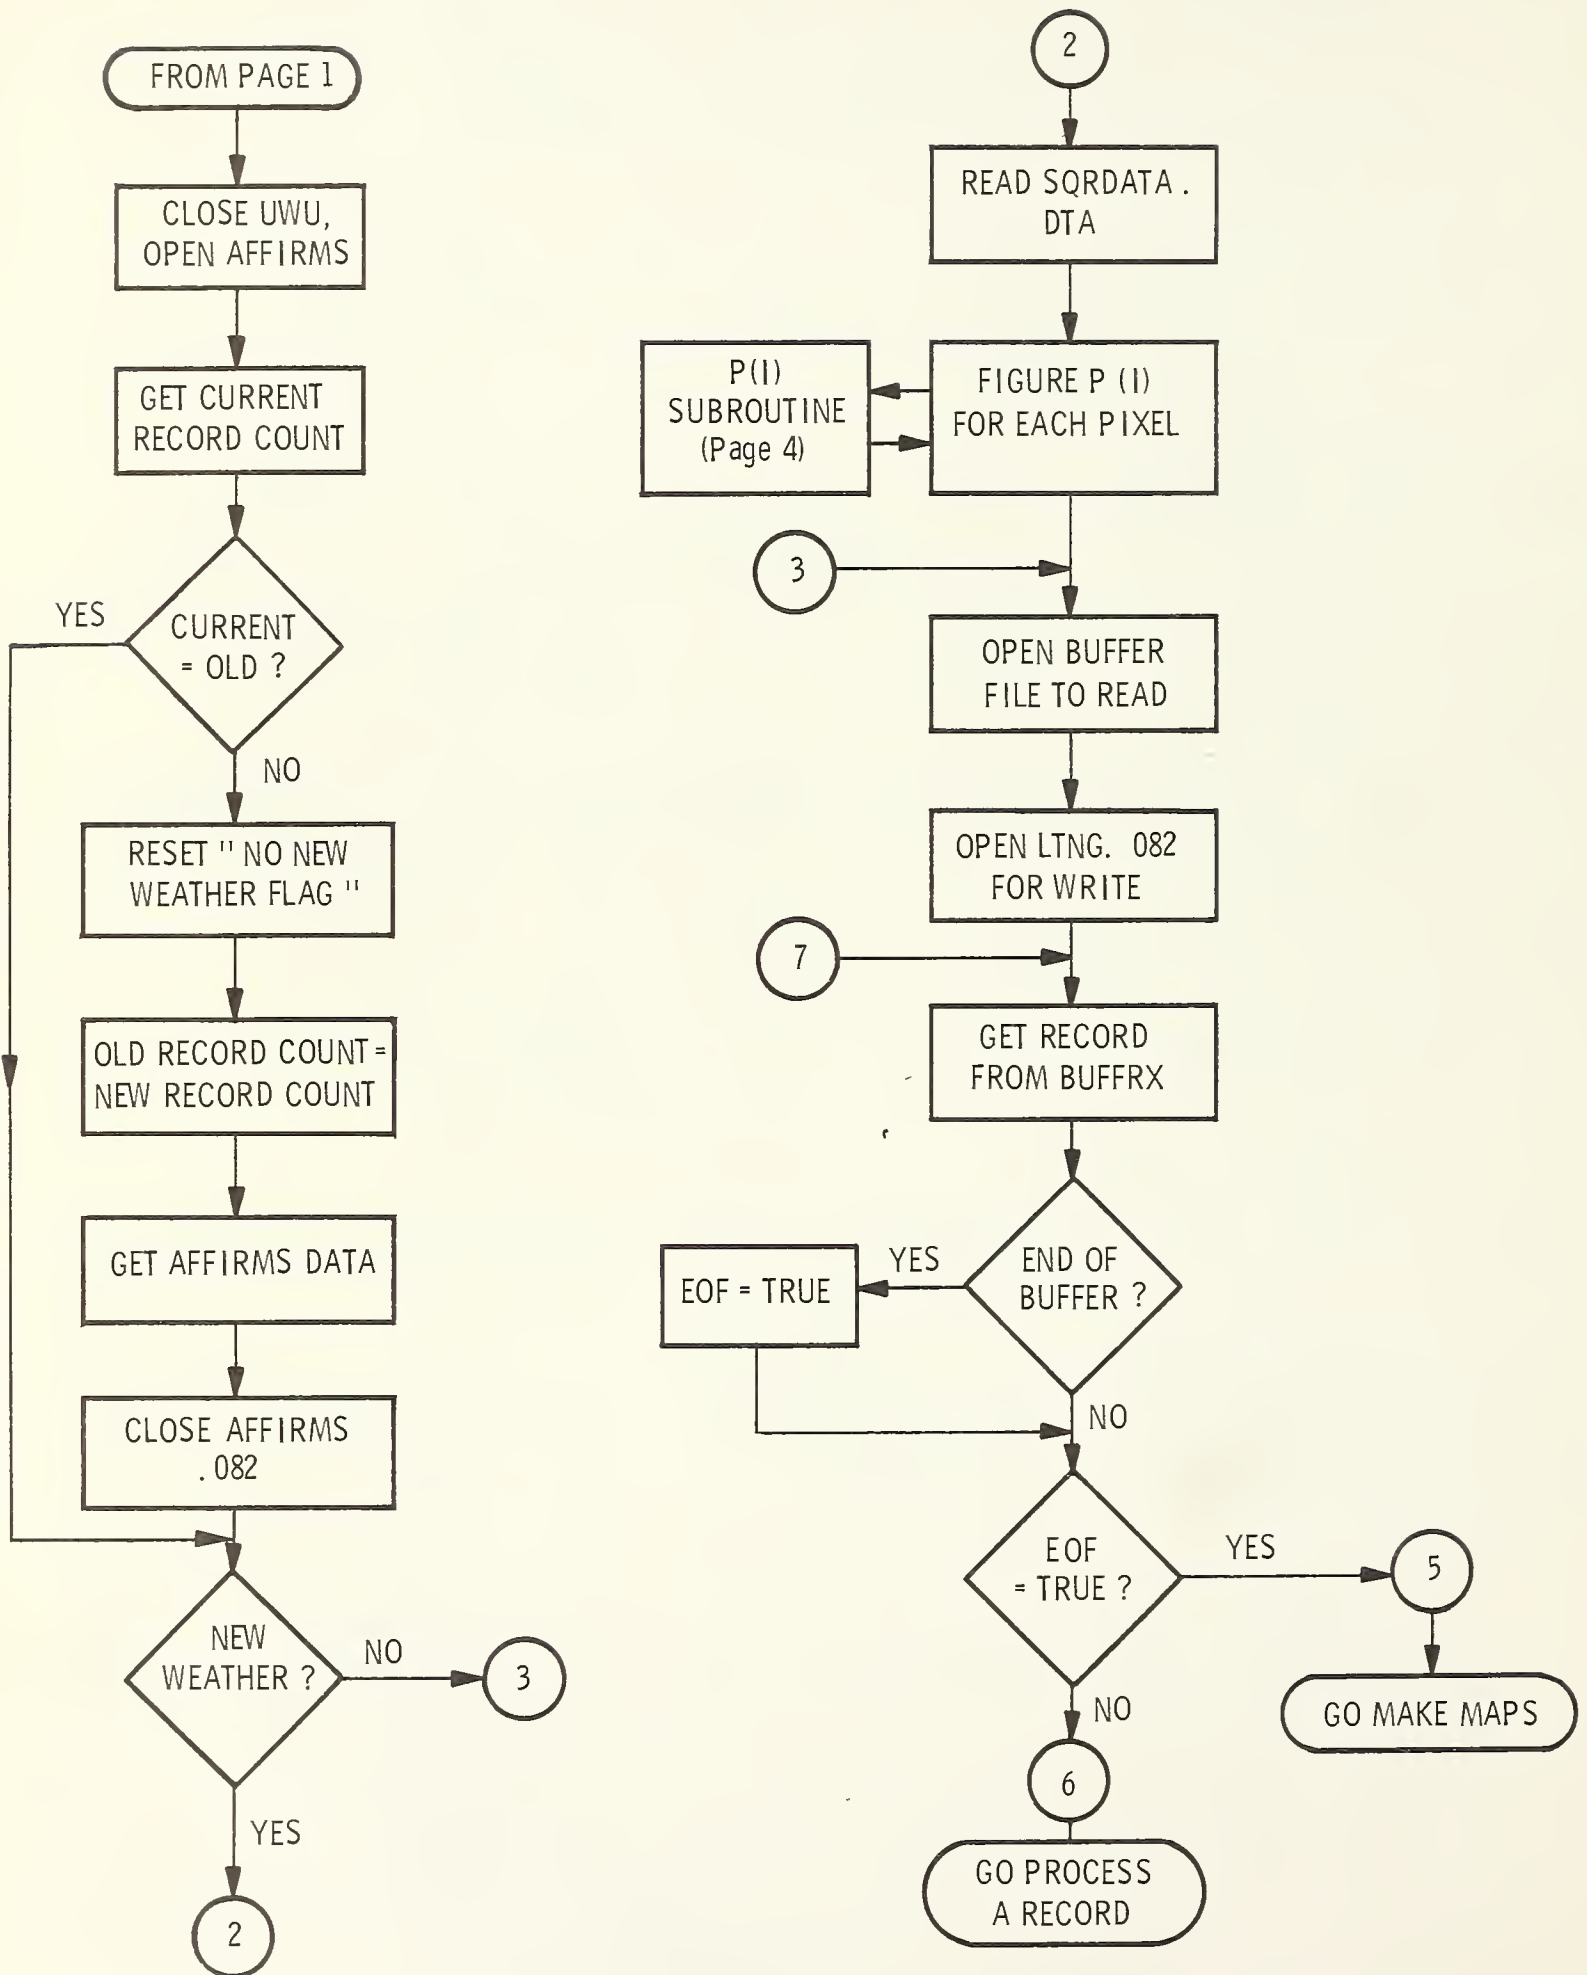 FROM PAGE 1
CLOSE UWU,
OPEN AFFIRMS
GET CURRENT
RECORD COUNT
CURRENT
= OLD ?
YES
NO
RESET " NO NEW
WEATHER FLAG "
OLD RECORD COUNT =
NEW RECORD COUNT
GET AFFIRMS DATA
CLOSE AFFIRMS
. 082
NEW
WEATHER ?
NO
3
YES
2
2
READ SQRDATA .
DTA
P(I)
SUBROUTINE
(Page 4)
FIGURE P (I)
FOR EACH PIXEL
3
OPEN BUFFER
FILE TO READ
OPEN LTNG. 082
FOR WRITE
7
GET RECORD
FROM BUFFRX
END OF
BUFFER ?
YES
EOF = TRUE
NO
EOF
= TRUE ?
YES
5
GO MAKE MAPS
NO
6
GO PROCESS
A RECORD